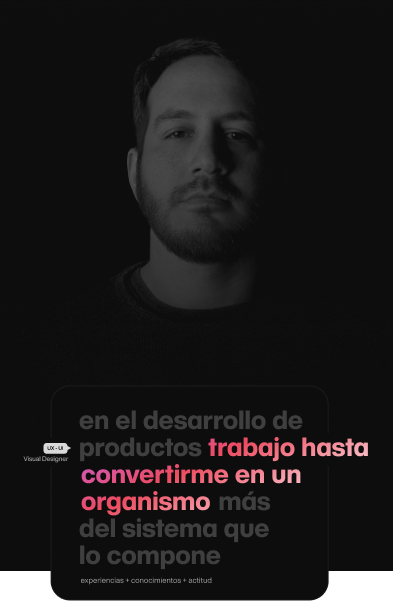 en el desarrollo de
productos trabajo hasta
UX - UI
Visual Designer
convertirme en un
organismo más
del sistema que
lo compone
experiencias + conocimientos + actitud